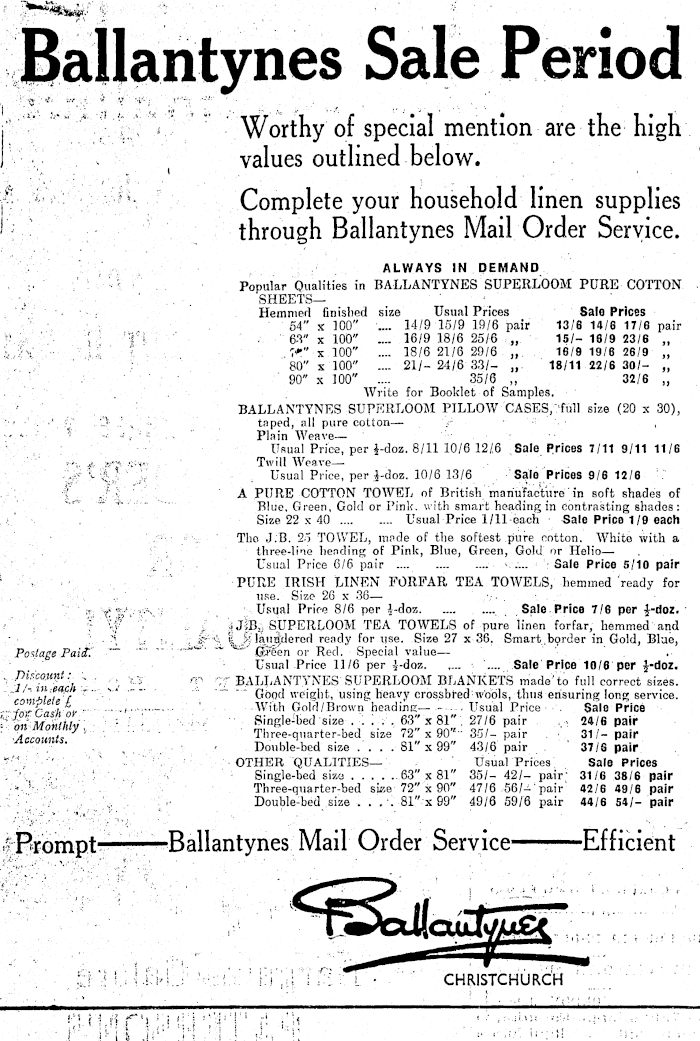 Ballantynes Sale Period
Worthy of special mention are the high
values outlined below.
Complete your household linen supplies
through Ballantynes Mail Order Service.
ALWAYS IN DEMAND
Popular Qualities in BALLANTYNES SUPERLOOM PURE COTTON
SHEETS—
Hemmed finished size Usual Prices Sale Prices
54" x 100" .... 14/9 15/9 19/6 pair 13/6 14/6 17/6 pair
63" x 100" .... 16/9 18/6 25/6 ,, 15/- 16/9 23/6 ,,
x 100" .... 18/6 21/6 29/6 ,, 16/9 19/6 26/9 ,,
80" x 100" .... 21/- 24/6 33/- ,, 18/11 22/6 30/- ,,
90" x 100" .... 35/6 ,, 32/6 ,,
Write for Booklet of Samples.
BALLANTYNES SUPERLOOM PILLOW CASES, full size (20 x 30),
taped, all pure cotton—
Plain Weave—
Usual Price, per ½-doz. 8/11 10/6 12/6 Sale Prices 7/11 9/11 11/6
Twill Weave—
Usual Price, per ½-doz. 10/6 13/6 Sale Prices 9/6 12/6
A PURE COTTON TOWEL of British manufacture in soft shades of
Blue, Green, Gold or Pink, with smart heading in contrasting shades:
Size 22 x 40 .... .... Usual Price 1/11 each Sale Price 1/9 each
The J.B. 25 TOWEL, made of the softest pure cotton. White with a
three-line heading of Pink, Blue, Green, Gold or Helio—
Usual Price 6/6 pair .... .... .... .... Sale Price 5/10 pair
PURE IRISH LINEN FORFAR TEA TOWELS, hemmed ready for
use. Size 26 x 36—
Usual Price 8/6 per ½-doz. .... .... Sale Price 7/6 per ½-doz.
J.B. SUPERLOOM TEA TOWELS of pure linen forfar, hemmed and
laundered ready for use. Size 27 x 36. Smart border in Gold, Blue,
Green or Red. Special value—
Usual Price 11/6 per ½-doz. .... .... Sale Price 10/6 per ½-doz.
BALLANTYNES SUPERLOOM BLANKETS made to full correct sizes.
Good weight, using heavy crossbred wools, thus ensuring long service.
With Gold/Brown heading— Usual Price Sale Price
Single-bed size . . . . . 63" x 81" 27/6 pair 24/6 pair
Three-quarter-bed size 72" x 90" 35/- pair 31/- pair
Double-bed size . . . . 81" x 99" 43/6 pair 37/6 pair
OTHER QUALITIES— Usual Prices Sale Prices
Single-bed size . . . . . 63" x 81" 35/- 42/- pair 31/6 38/6 pair
Three-quarter-bed size 72" x 90" 47/6 56/- pair 42/6 49/6 pair
Double-bed size . . . . 81" x 99" 49/6 59/6 pair 44/6 54/- pair
Postage Paid.
Discount:
1/- in each
complete £
for Cash or
on Monthly
Accounts.
Prompt——Ballantynes Mail Order Service——Efficient
Ballantynes
CHRISTCHURCH